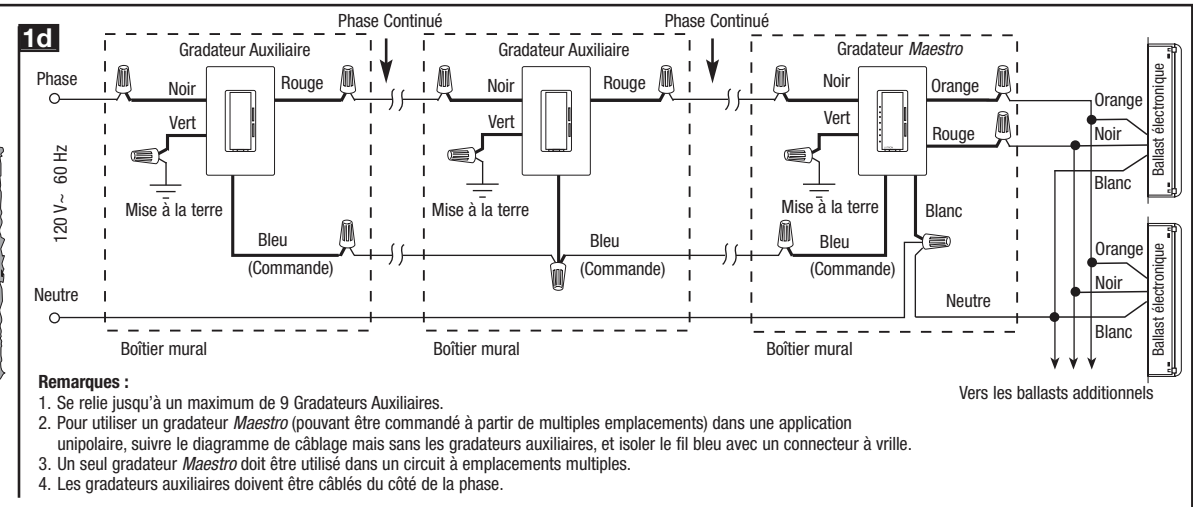 1d
Phase Continué
Phase Continué
Gradateur Auxiliaire
Gradateur Auxiliaire
Gradateur Maestro
Phase
Noir
Rouge
Noir
Rouge
Noir
Orange
Orange
Vert
Vert
Vert
Rouge
Noir
Blanc
Ballast électronique
120 V~ 60 Hz
Mise à la terre
Mise à la terre
Mise à la terre
Blanc
Bleu
(Commande)
Bleu
(Commande)
Bleu
(Commande)
Orange
Noir
Blanc
Ballast électronique
Neutre
Neutre
Boîtier mural
Boîtier mural
Boîtier mural
Vers les ballasts additionnels
Remarques :
1. Se relie jusqu'à un maximum de 9 Gradateurs Auxiliaires.
2. Pour utiliser un gradateur Maestro (pouvant être commandé à partir de multiples emplacements) dans une application
unipolaire, suivre le diagramme de câblage mais sans les gradateurs auxiliaires, et isoler le fil bleu avec un connecteur à vrille.
3. Un seul gradateur Maestro doit être utilisé dans un circuit à emplacements multiples.
4. Les gradateurs auxiliaires doivent être câblés du côté de la phase.